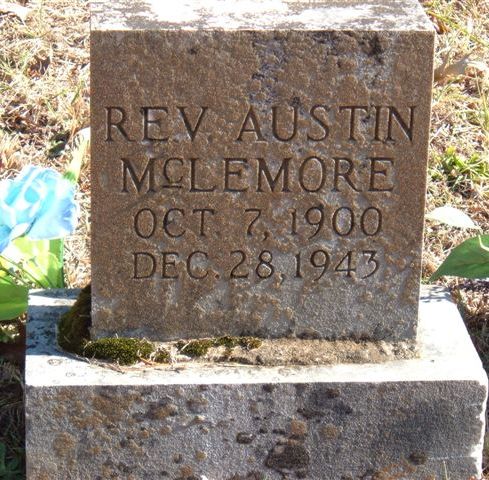 REV. AUSTIN
McLEMORE
OCT. 7, 1900
DEC. 28, 1943